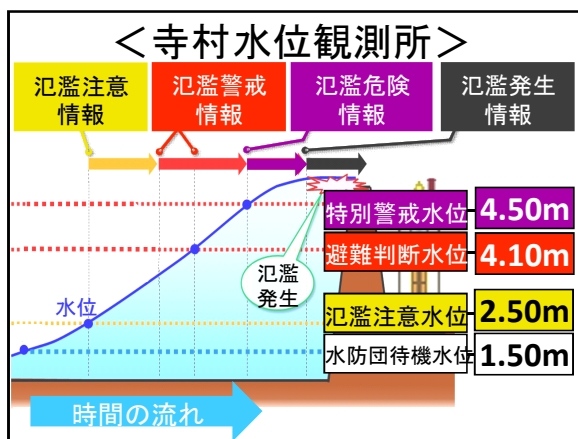 ＜寺村水位観測所＞
氾濫注意
情報
氾濫警戒
情報
氾濫危険
情報
氾濫発生
情報
特別警戒水位 4.50m
避難判断水位 4.10m
氾濫
発生
水位
氾濫注意水位 2.50m
水防団待機水位 1.50m
時間の流れ